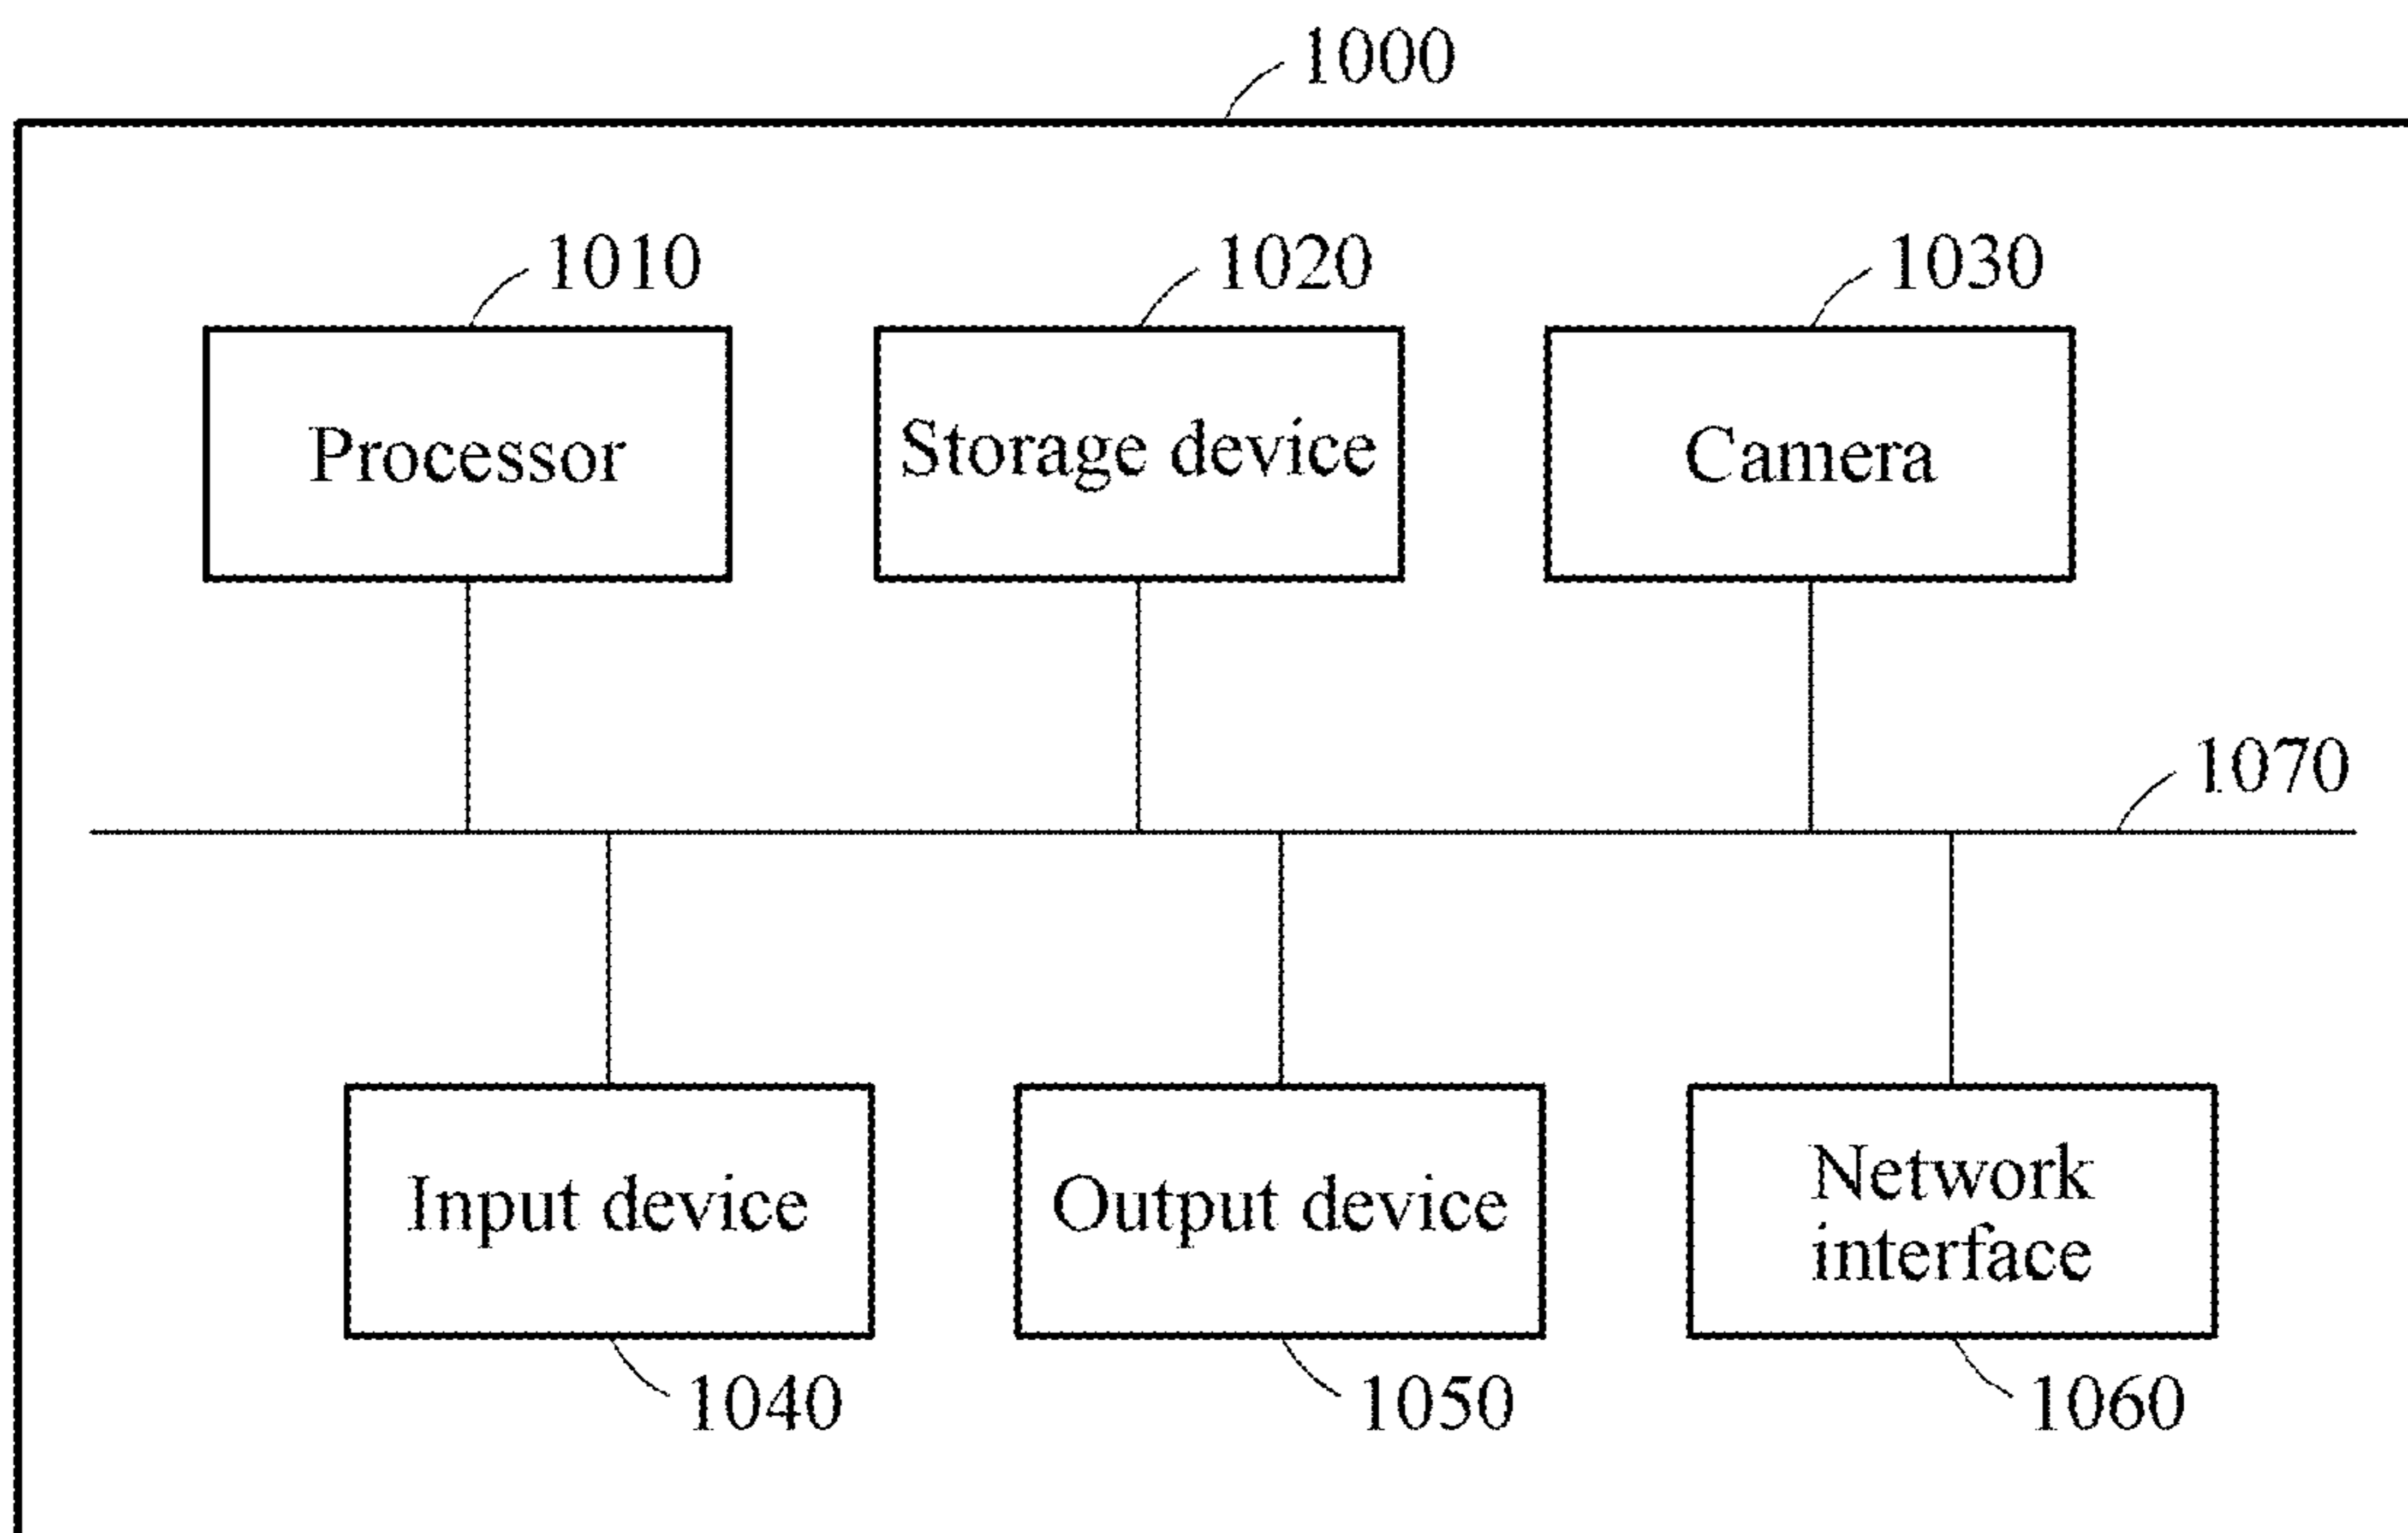 1000
1010
1020
1030
Processor
Storage device
Camera
1070
Input device
Output device
Network
interface
1040
1050
1060